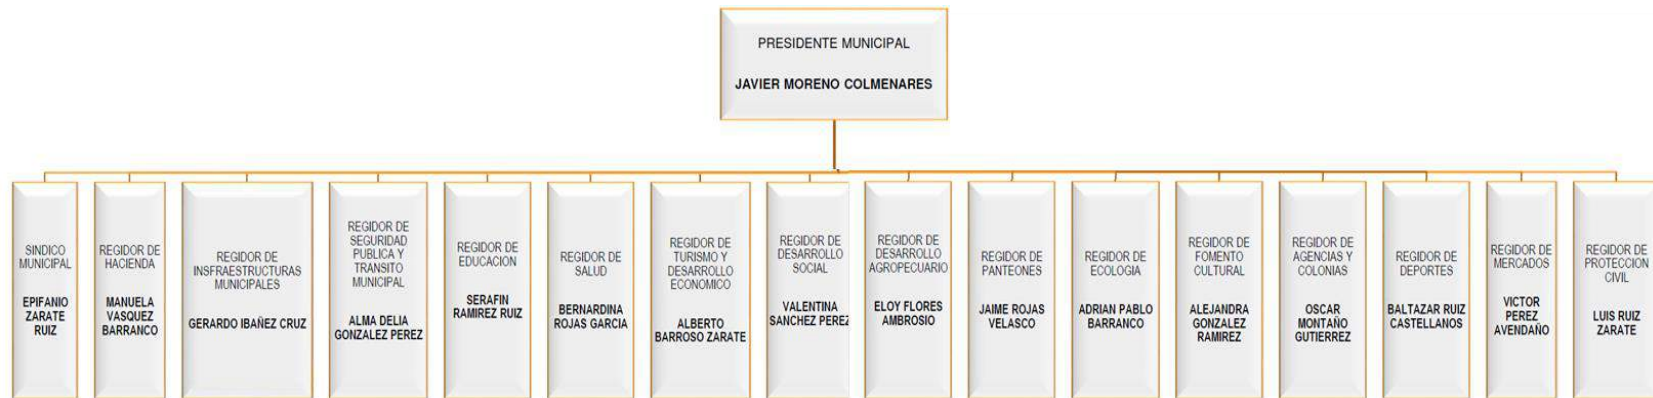 PRESIDENTE MUNICIPAL
JAVIER MORENO COLMENARES
SINDICO
MUNICIPAL
EPIFANIO
ZARATE
RUIZ
REGIDOR DE
HACIENDA
MANUELA
VASQUEZ
BARRANCO
REGIDOR DE
INSFRAESTRUCTURAS
MUNICIPALES
GERARDO IBAÑEZ CRUZ
REGIDOR DE
SEGURIDAD
PUBLICA Y
TRANSITO
MUNICIPAL
ALMA DELIA
GONZALEZ PEREZ
REGIDOR DE
EDUCACION
SERAFIN
RAMIREZ RUIZ
REGIDOR DE
SALUD
BERNARDINA
ROJAS GARCIA
REGIDOR DE
TURISMO Y
DESARROLLO
ECONOMICO
ALBERTO
BARROSO ZARATE
REGIDOR DE
DESARROLLO
SOCIAL
VALENTINA
SANCHEZ PEREZ
REGIDOR DE
DESARROLLO
AGROPECUARIO
ELOY FLORES
AMBROSIO
REGIDOR DE
PANTEONES
JAIME ROJAS
VELASCO
REGIDOR DE
ECOLOGIA
ADRIAN PABLO
BARRANCO
REGIDOR DE
FOMENTO
CULTURAL
ALEJANDRA
GONZALEZ
RAMIREZ
REGIDOR DE
AGENCIAS Y
COLONIAS
OSCAR
MONTAÑO
GUTIERREZ
REGIDOR DE
DEPORTES
BALTAZAR RUIZ
CASTELLANOS
REGIDOR DE
MERCADOS
VICTOR
PEREZ
AVENDAÑO
REGIDOR DE
PROTECCION
CIVIL
LUIS RUIZ
ZARATE